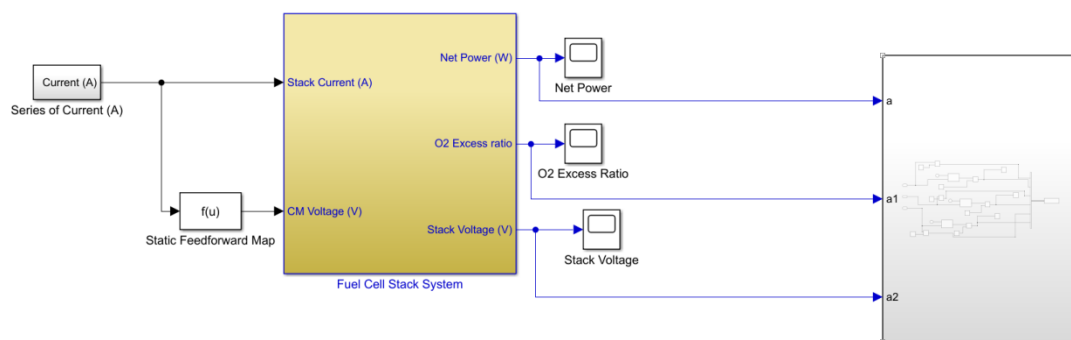 Current (A)
Series of Current (A)
f(u)
Static Feedforward Map
Stack Current (A)
CM Voltage (V)
Net Power (W)
O2 Excess ratio
Stack Voltage (V)
Fuel Cell Stack System
Net Power
O2 Excess Ratio
Stack Voltage
a
a1
a2